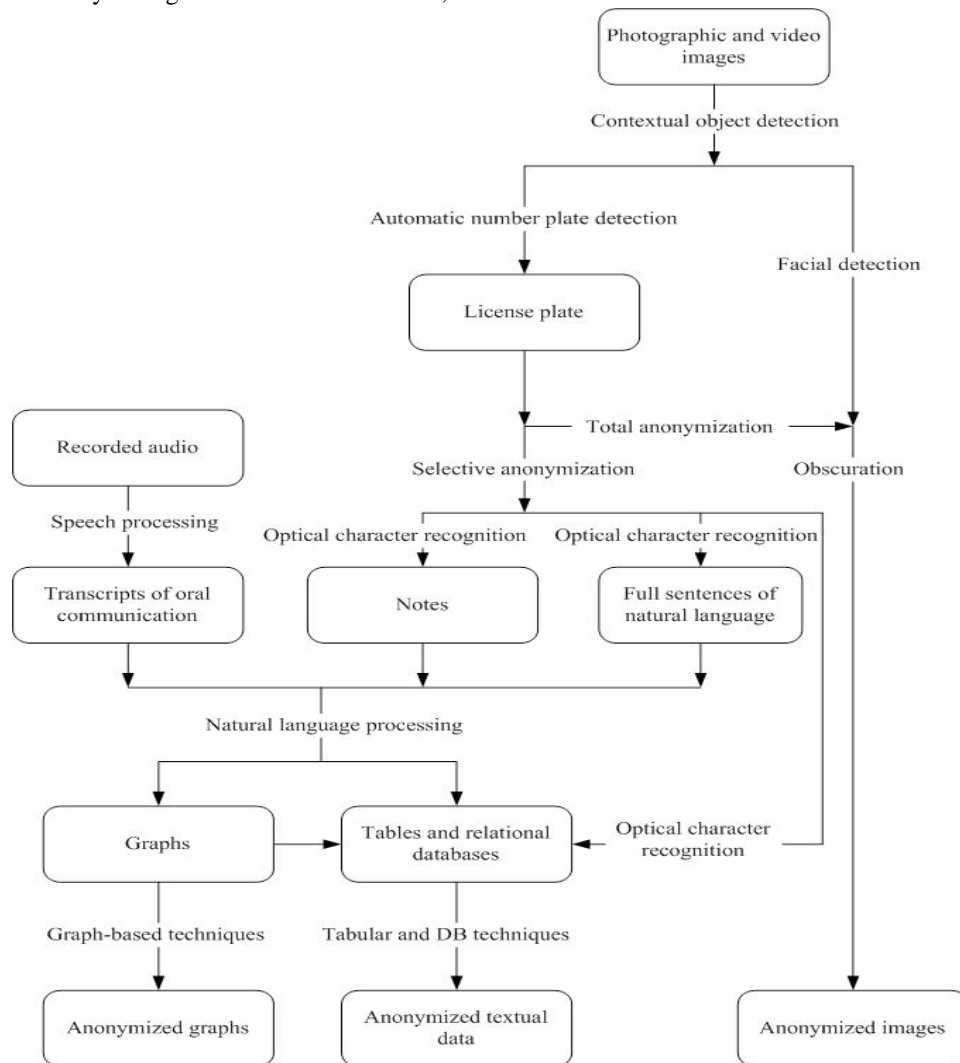 Photographic and video
images
Contextual object detection
Automatic number plate detection
Facial detection
License plate
Total anonymization
Recorded audio
Selective anonymization
Obscuration
Speech processing
Optical character recognition
Optical character recognition
Transcripts of oral
communication
Notes
Full sentences of
natural language
Natural language processing
Graphs
Tables and relational
databases
Optical character
recognition
Graph-based techniques
Tabular and DB techniques
Anonymized graphs
Anonymized textual
data
Anonymized images